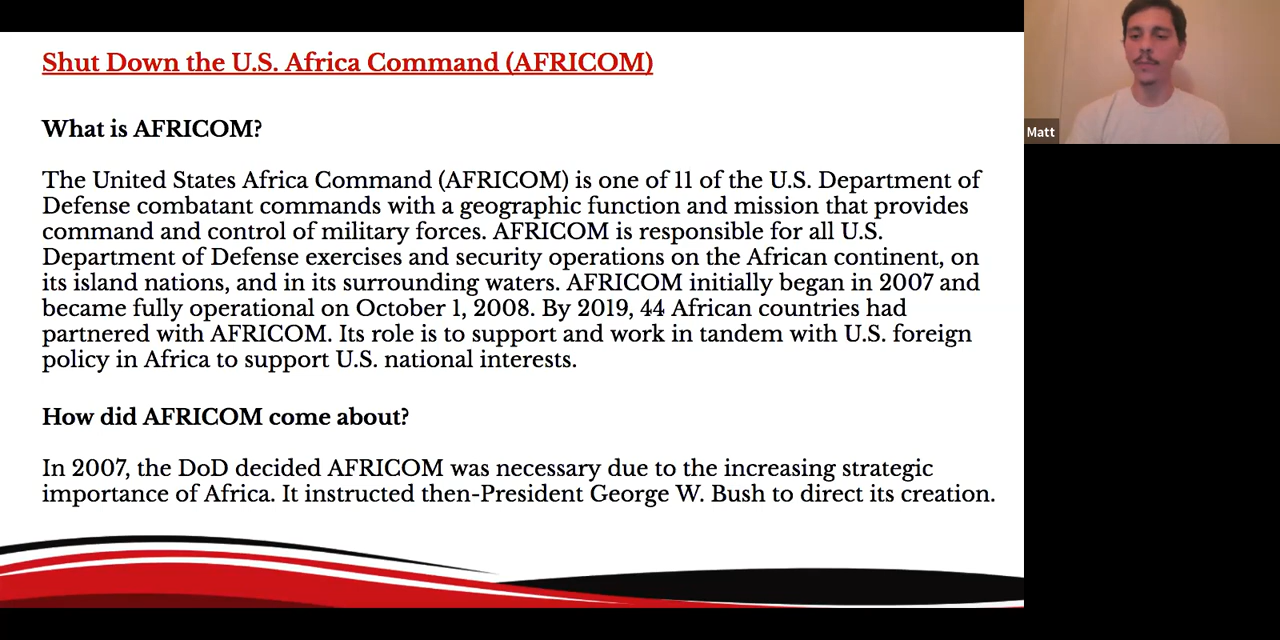 Shut Down the U.S. Africa Command (AFRICOM)
What is AFRICOM?
The United States Africa Command (AFRICOM) is one of 11 of the U.S. Department of
Defense combatant commands with a geographic function and mission that provides
command and control of military forces. AFRICOM is responsible for all U.S.
Department of Defense exercises and security operations on the African continent, on
its island nations, and in its surrounding waters. AFRICOM initially began in 2007 and
became fully operational on October 1, 2008. By 2019, 44 African countries had
partnered with AFRICOM. Its role is to support and work in tandem with U.S. foreign
policy in Africa to support U.S. national interests.
How did AFRICOM come about?
In 2007, the DoD decided AFRICOM was necessary due to the increasing strategic
importance of Africa. It instructed then-President George W. Bush to direct its creation.
Matt